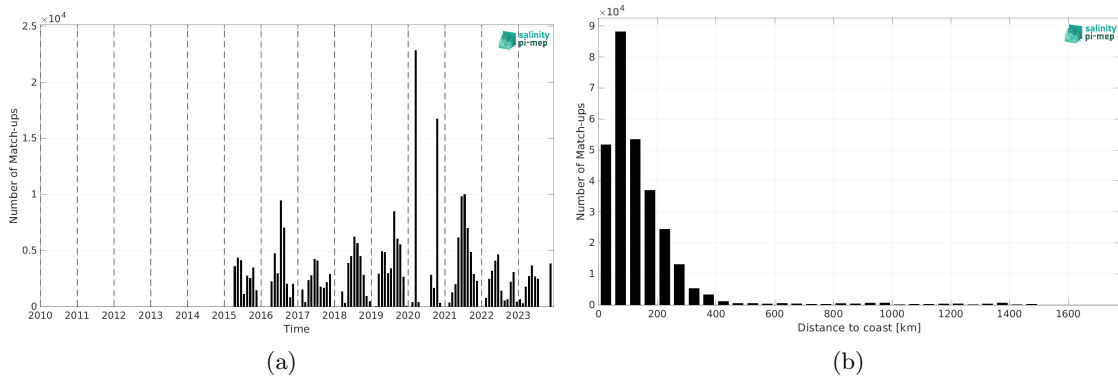 ×10⁴
2.5
2
1.5
1
0.5
0
Number of Match-ups
2010 2011 2012 2013 2014 2015 2016 2017 2018 2019 2020 2021 2022 2023
Time
salinity
pi-mep
(a)
×10⁴
9
8
7
6
5
4
3
2
1
0
Number of Match-ups
0 200 400 600 800 1000 1200 1400 1600
Distance to coast [km]
salinity
pi-mep
(b)